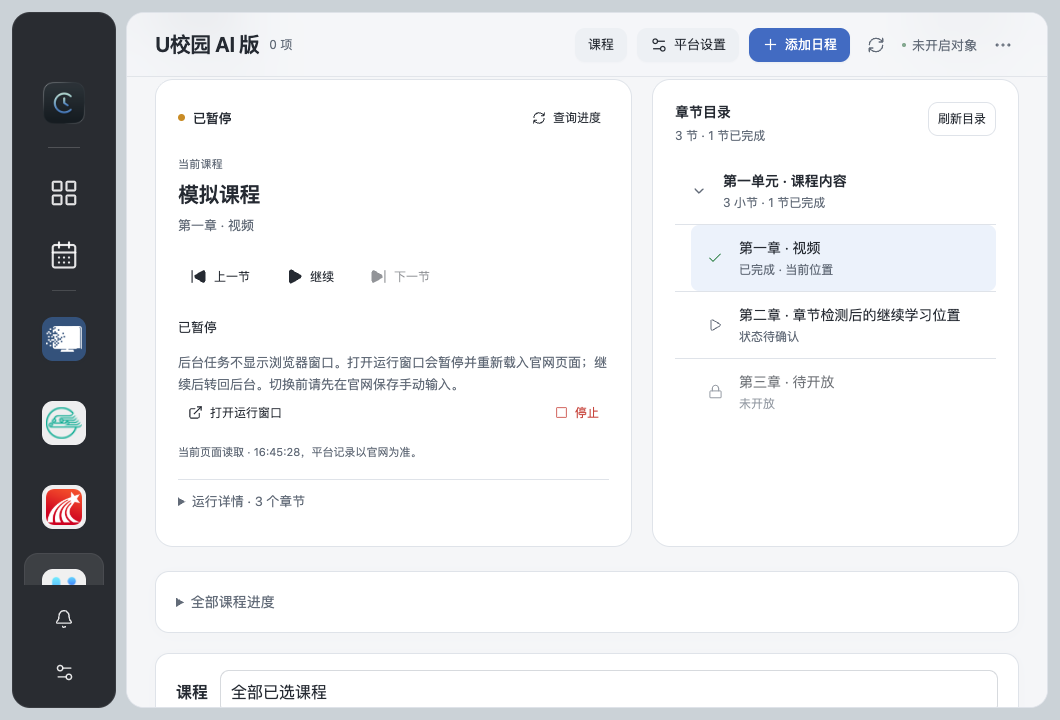 U校园 AI 版 0 项
课程
平台设置
添加日程
未开启对象
已暂停
查询进度
当前课程
模拟课程
第一章 · 视频
上一节
继续
下一节
已暂停
后台任务不显示浏览器窗口。打开运行窗口会暂停并重新载入官网页面；继
续后转回后台。切换前请先在官网保存手动输入。
打开运行窗口
停止
当前页面读取 · 16:45:28，平台记录以官网为准。
运行详情 · 3 个章节
章节目录
3 节 · 1 节已完成
刷新目录
第一单元 · 课程内容
3 小节 · 1 节已完成
第一章 · 视频
已完成 · 当前位置
第二章 · 章节检测后的继续学习位置
状态待确认
第三章 · 待开放
未开放
全部课程进度
课程
全部已选课程